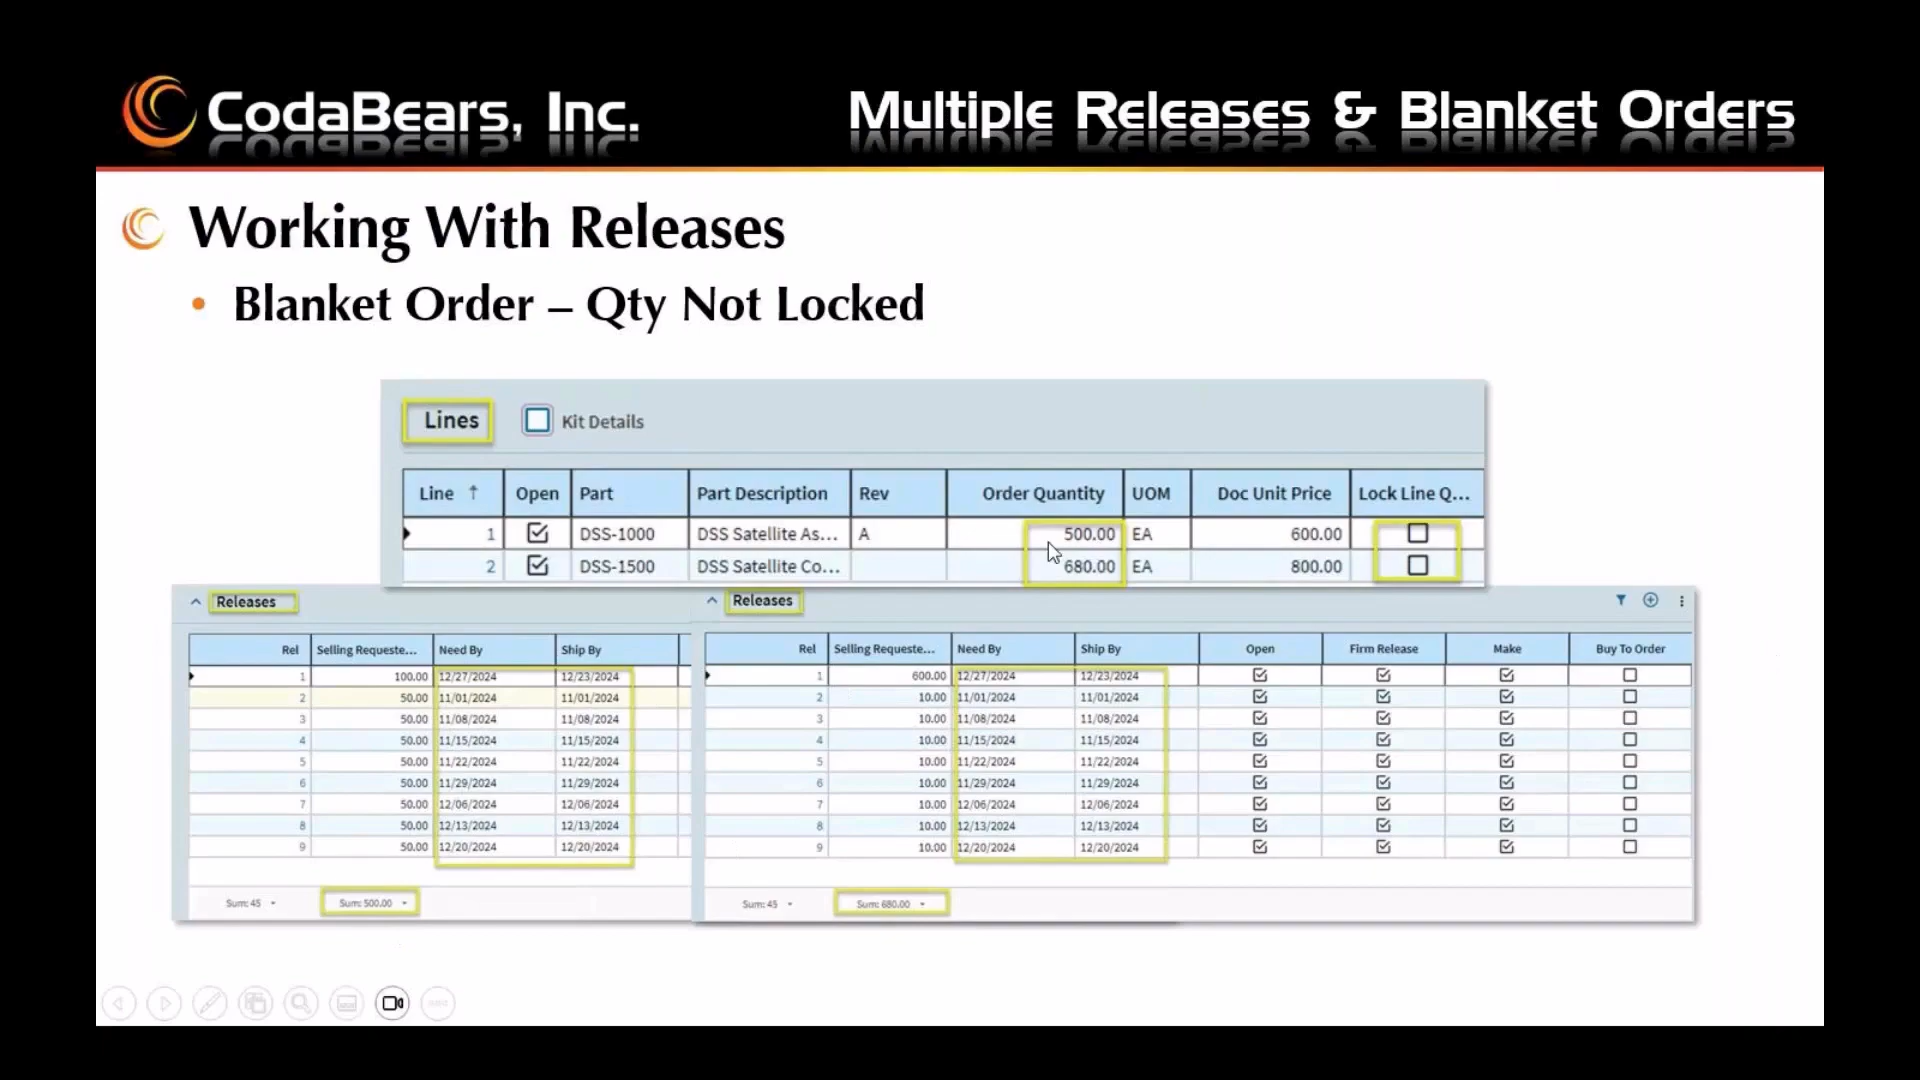 CodaBears, Inc.
Multiple Releases & Blanket Orders
Working With Releases
• Blanket Order – Qty Not Locked
Lines Kit Details
Line ↑ Open Part Part Description Rev Order Quantity UOM Doc Unit Price Lock Line Q...
1 DSS-1000 DSS Satellite As... A 500.00 EA 600.00
2 DSS-1500 DSS Satellite Co... 680.00 EA 800.00
Releases
Rel Selling Requeste... Need By Ship By
1 100.00 12/27/2024 12/23/2024
2 50.00 11/01/2024 11/01/2024
3 50.00 11/08/2024 11/08/2024
4 50.00 11/15/2024 11/15/2024
5 50.00 11/22/2024 11/22/2024
6 50.00 11/29/2024 11/29/2024
7 50.00 12/06/2024 12/06/2024
8 50.00 12/13/2024 12/13/2024
9 50.00 12/20/2024 12/20/2024
Sum: 45 Sum: 500.00
Releases
Rel Selling Requeste... Need By Ship By Open Firm Release Make Buy To Order
1 600.00 12/27/2024 12/23/2024
2 10.00 11/01/2024 11/01/2024
3 10.00 11/08/2024 11/08/2024
4 10.00 11/15/2024 11/15/2024
5 10.00 11/22/2024 11/22/2024
6 10.00 11/29/2024 11/29/2024
7 10.00 12/06/2024 12/06/2024
8 10.00 12/13/2024 12/13/2024
9 10.00 12/20/2024 12/20/2024
Sum: 45 Sum: 680.00